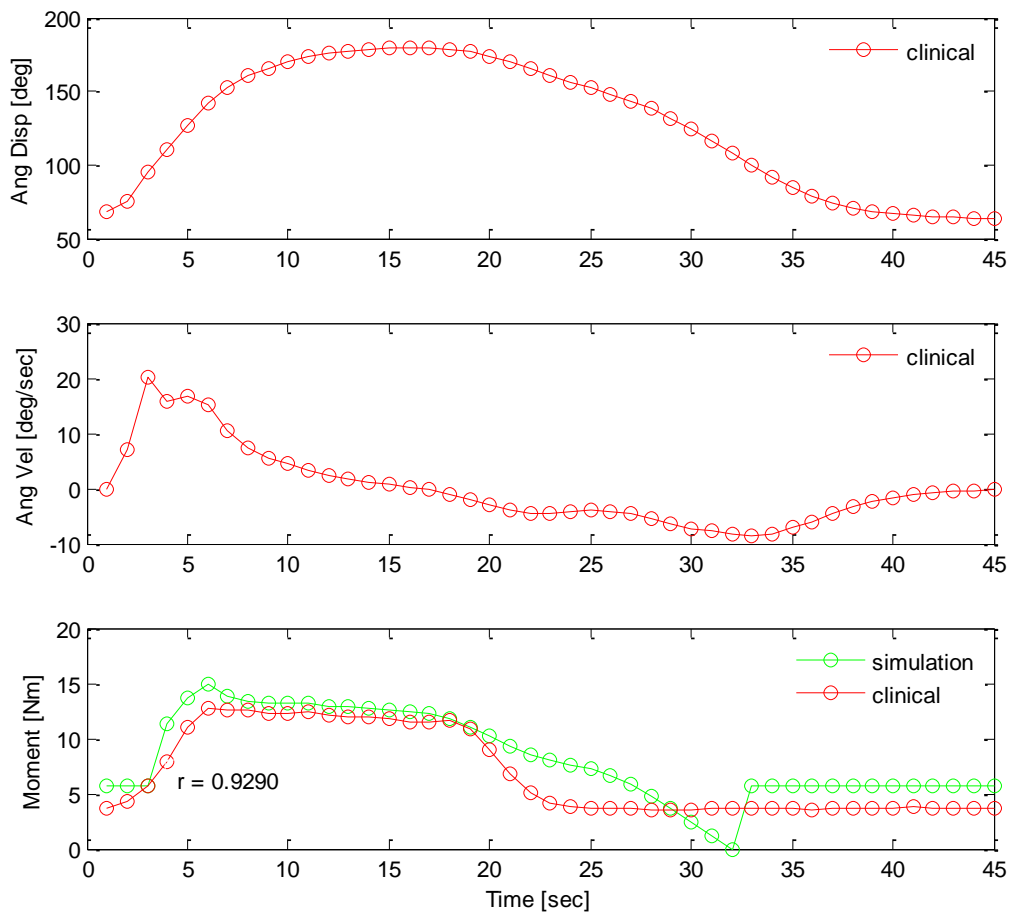 Ang Disp [deg]
200
150
100
50
clinical
0 5 10 15 20 25 30 35 40 45
Ang Vel [deg/sec]
30
20
10
0
-10
clinical
0 5 10 15 20 25 30 35 40 45
Moment [Nm]
20
15
10
5
0
simulation
clinical
r = 0.9290
0 5 10 15 20 25 30 35 40 45
Time [sec]